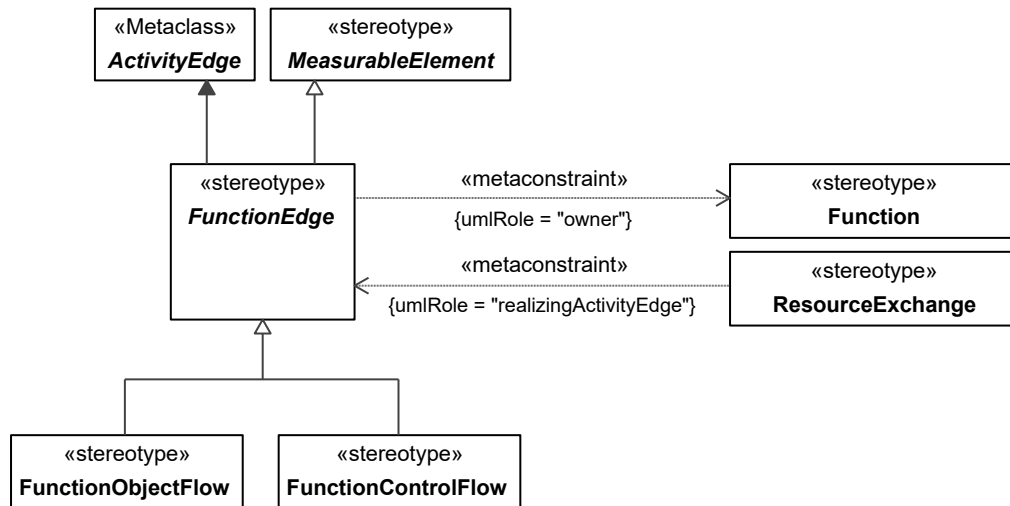 «Metaclass»
ActivityEdge
«stereotype»
MeasurableElement
«stereotype»
FunctionEdge
«metaconstraint»
{umlRole = "owner"}
«stereotype»
Function
«metaconstraint»
{umlRole = "realizingActivityEdge"}
«stereotype»
ResourceExchange
«stereotype»
FunctionObjectFlow
«stereotype»
FunctionControlFlow